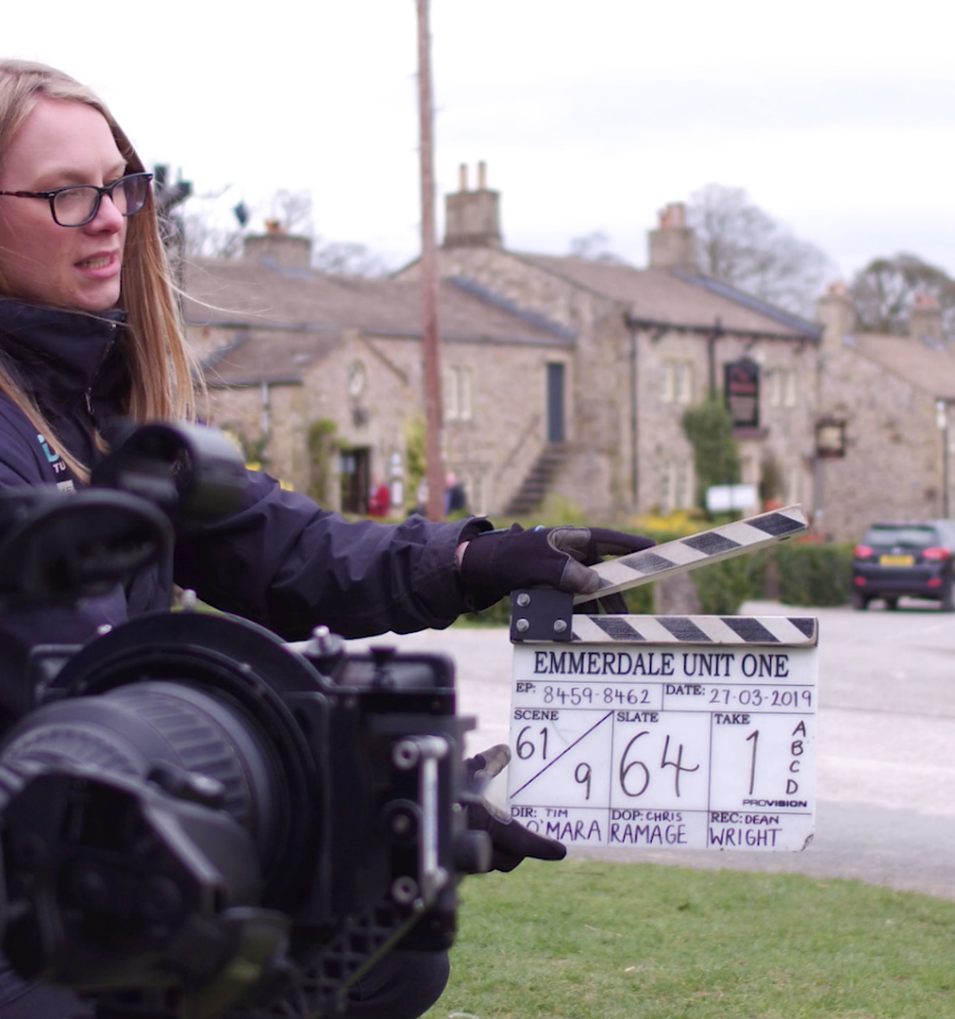 EMMERDALE UNIT ONE
EP: 8459-8462 DATE: 27-03-2019
SCENE SLATE TAKE
61/9 64 1 A B C D
PROVISION
DIR: TIM DOP: CHRIS REC: DEAN
O'MARA RAMAGE WRIGHT